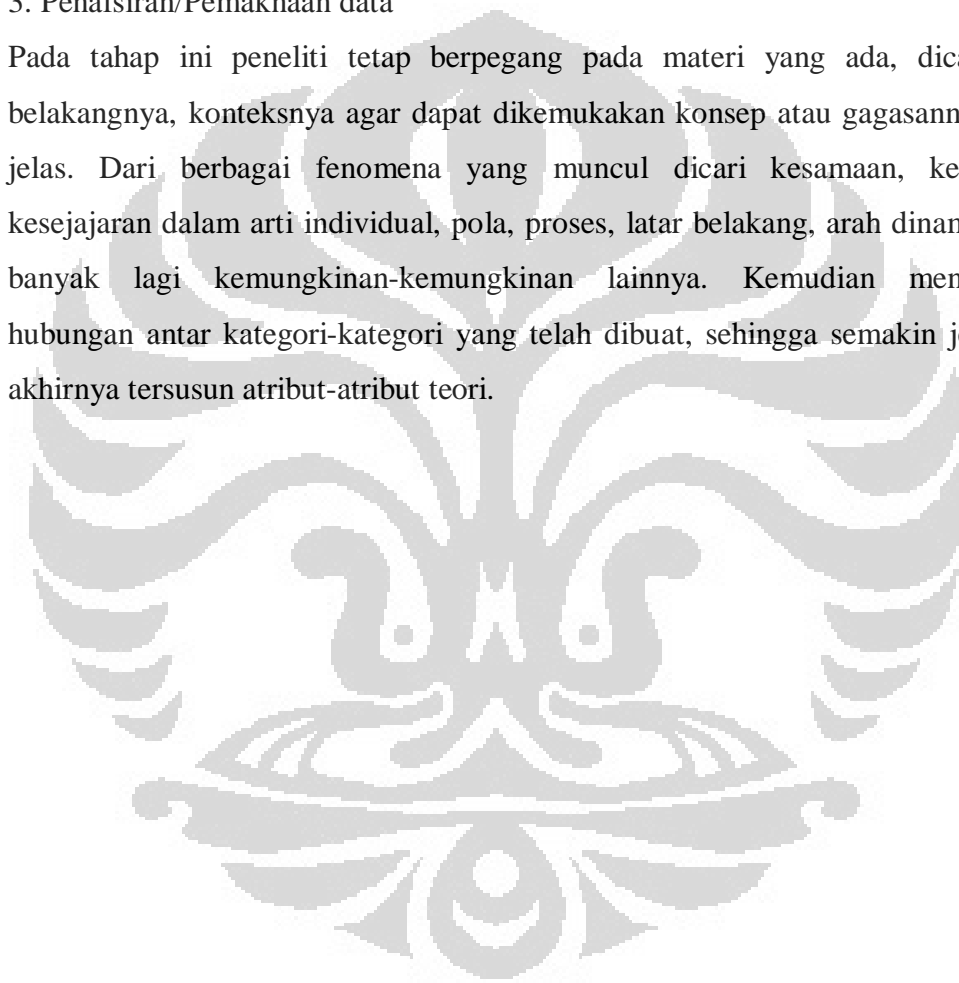 3. Penafsiran/Pemaknaan data
Pada tahap ini peneliti tetap berpegang pada materi yang ada, dica
belakangnya, konteksnya agar dapat dikemukakan konsep atau gagasann
jelas. Dari berbagai fenomena yang muncul dicari kesamaan, ke
kesejajaran dalam arti individual, pola, proses, latar belakang, arah dinam
banyak lagi kemungkinan-kemungkinan lainnya. Kemudian men
hubungan antar kategori-kategori yang telah dibuat, sehingga semakin je
akhirnya tersusun atribut-atribut teori.